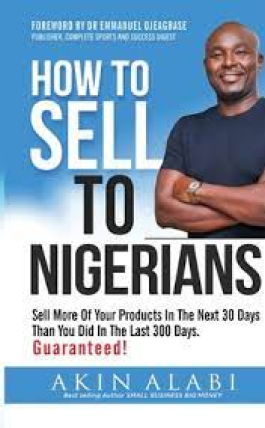 FOREWORD BY DR EMMANUEL OJEAGBASE
PUBLISHER, COMPLETE SPORTS AND SUCCESS DIGEST
HOW TO
SELL
TO
NIGERIANS
Sell More Of Your Products In The Next 30 Days
Than You Did In The Last 300 Days.
Guaranteed!
AKIN ALABI
Best selling Author SMALL BUSINESS BIG MONEY